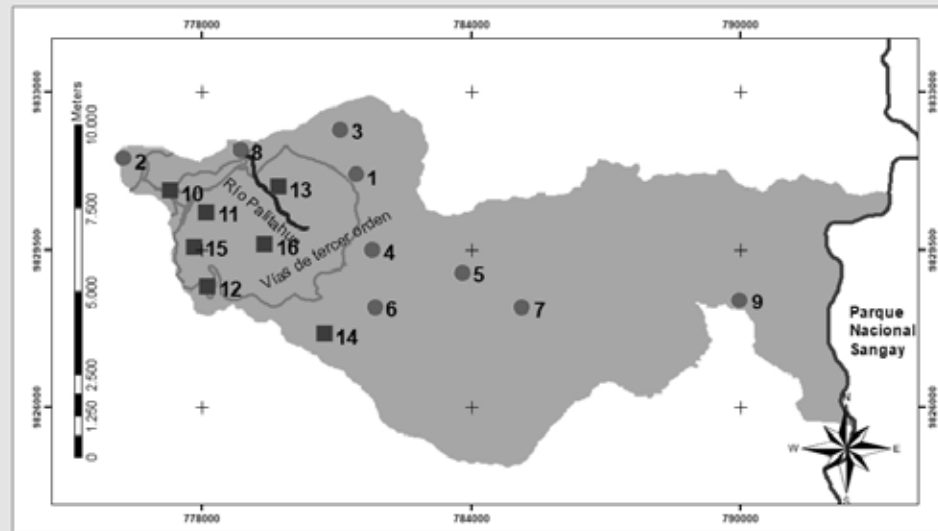 778000 784000 790000
9833000 9833000
Meters
10.000
7.500
5.000
2.500
1.250
0
3
8
2
1
13
10
Río Palitahua
11
Vías de tercer orden
9829500 9829500
15
16
4
5
12
6
7
9
14
Parque
Nacional
Sangay
9826000 9826000
N
W E
S
778000 784000 790000